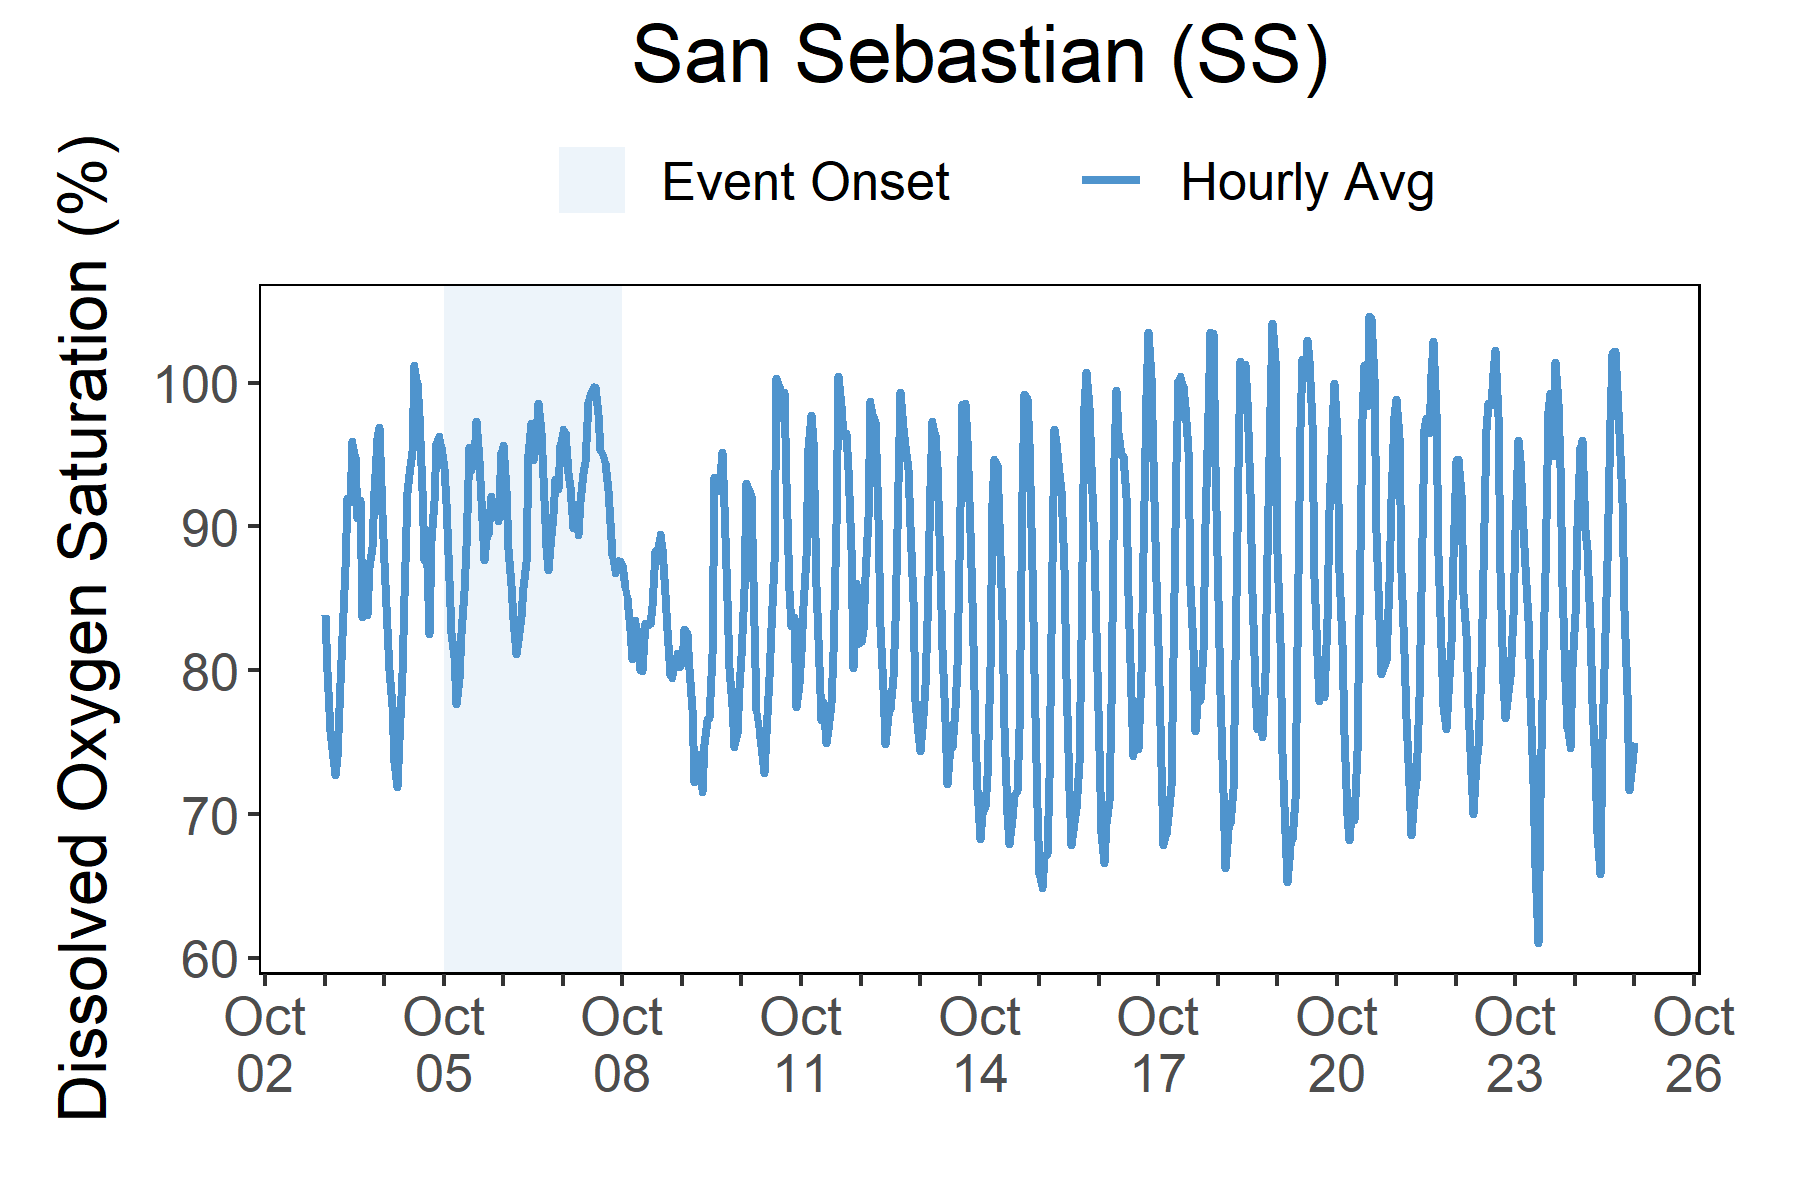 San Sebastian (SS)
Event Onset
Hourly Avg
Dissolved Oxygen Saturation (%)
100
90
80
70
60
Oct
02
Oct
05
Oct
08
Oct
11
Oct
14
Oct
17
Oct
20
Oct
23
Oct
26